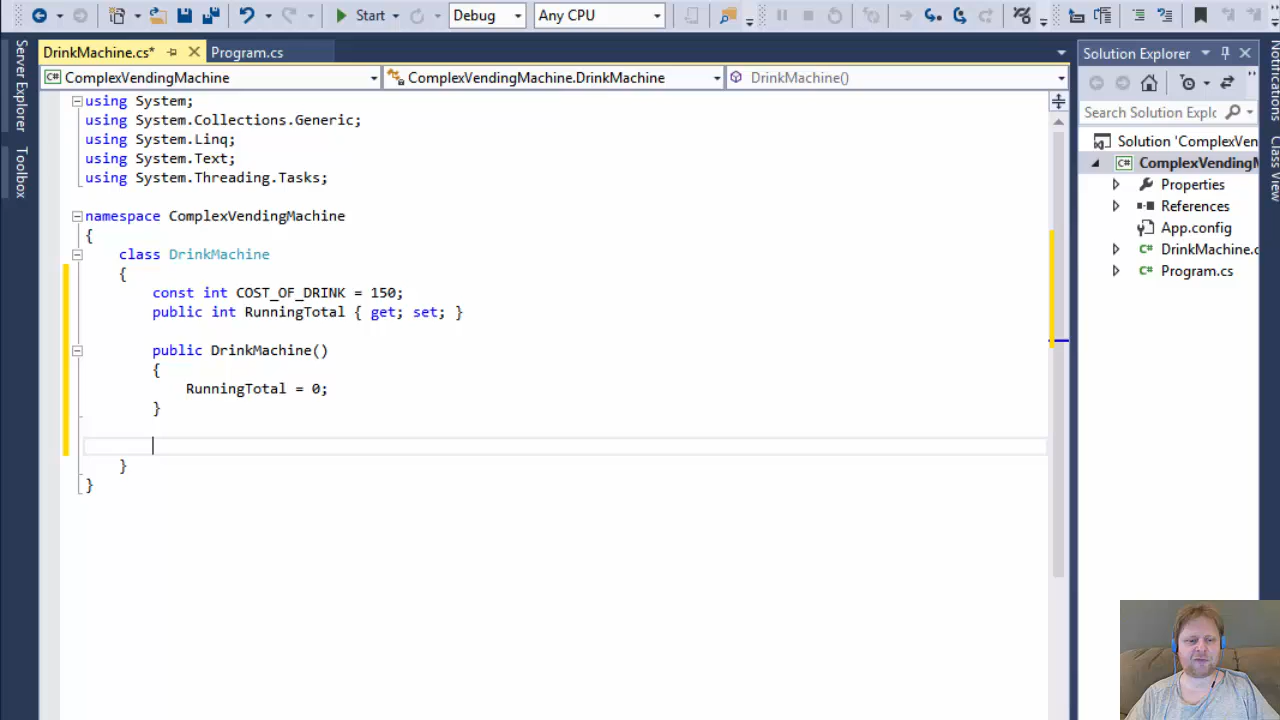 Start Debug Any CPU
DrinkMachine.cs* Program.cs
ComplexVendingMachine ComplexVendingMachine.DrinkMachine DrinkMachine()
using System;
using System.Collections.Generic;
using System.Linq;
using System.Text;
using System.Threading.Tasks;
namespace ComplexVendingMachine
{
class DrinkMachine
{
const int COST_OF_DRINK = 150;
public int RunningTotal { get; set; }
public DrinkMachine()
{
RunningTotal = 0;
}
}
}
Server Explorer
Toolbox
Solution Explorer
Search Solution Explc
Solution 'ComplexVen
ComplexVendingM
Properties
References
App.config
DrinkMachine.c
Program.cs
Notifications
Class View